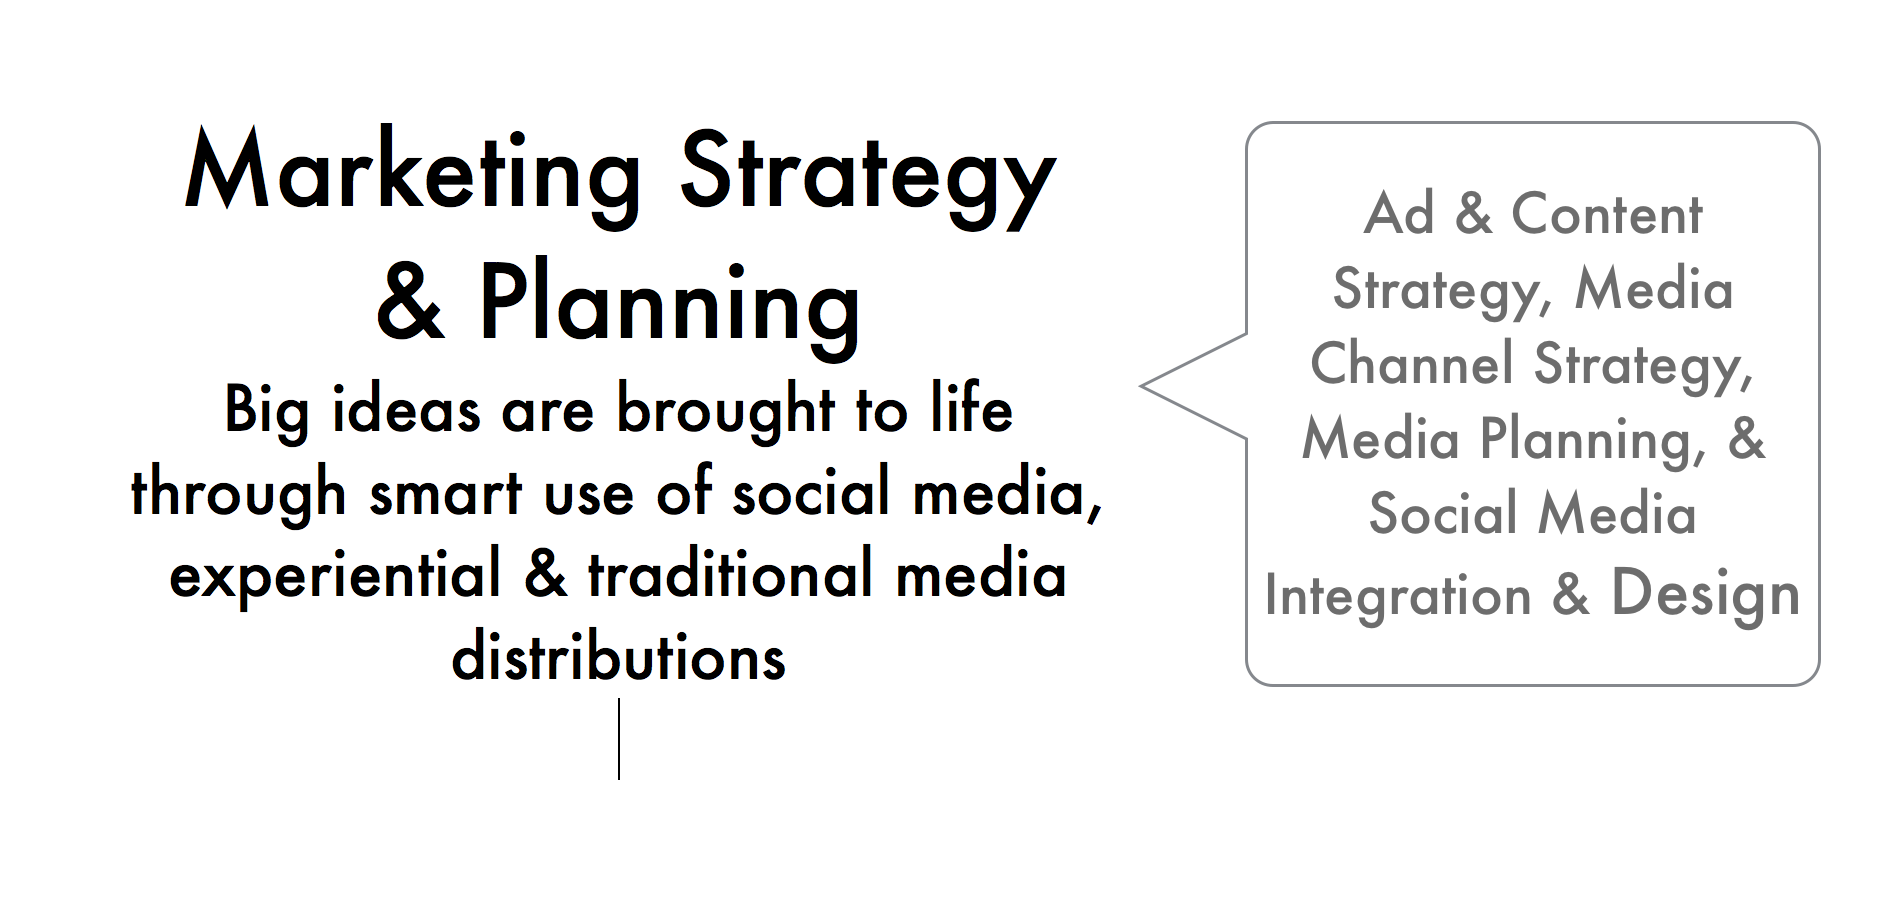 Marketing Strategy
& Planning
Big ideas are brought to life
through smart use of social media,
experiential & traditional media
distributions
Ad & Content
Strategy, Media
Channel Strategy,
Media Planning, &
Social Media
Integration & Design